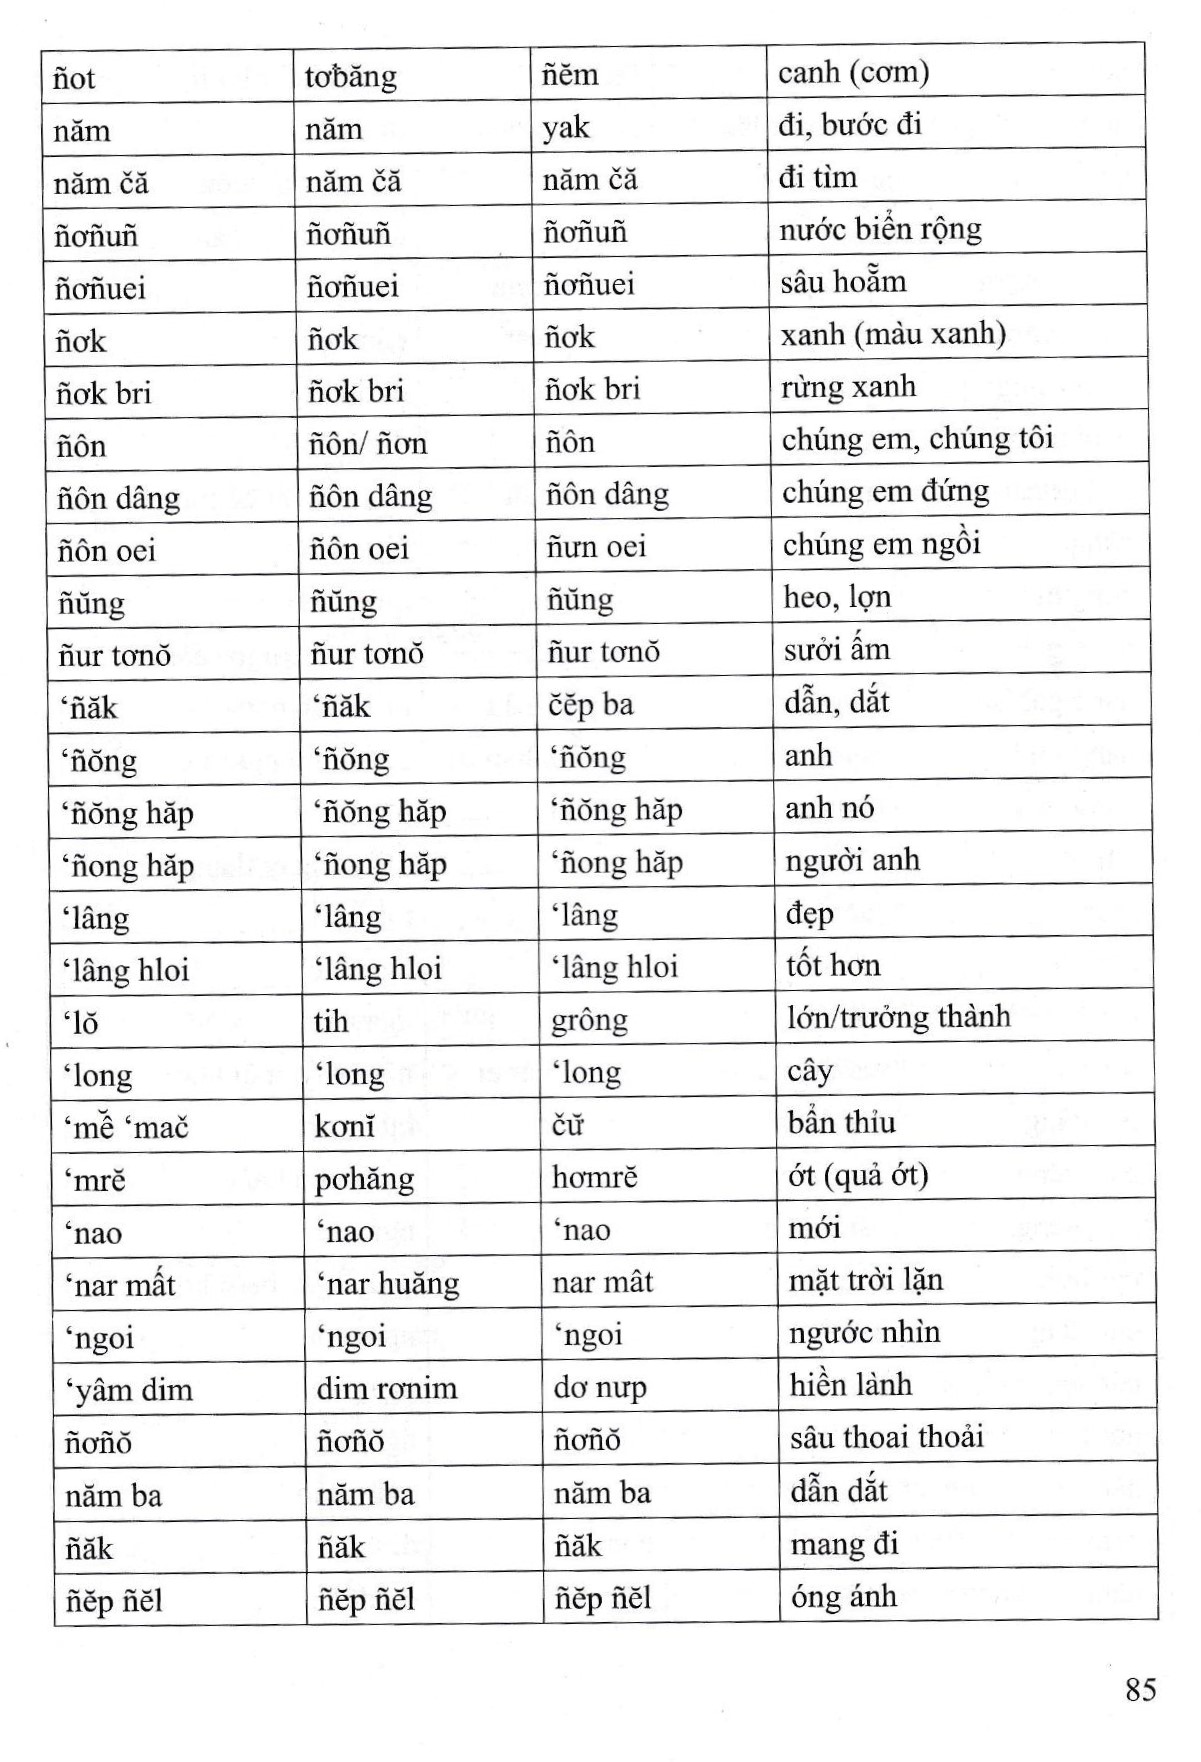 ñot tơƀăng ñĕm canh (cơm)
năm năm yak đi, bước đi
năm čă năm čă năm čă đi tìm
ñơñuñ ñơñuñ ñơñuñ nước biển rộng
ñơñuei ñơñuei ñơñuei sâu hoẵm
ñơk ñơk ñơk xanh (màu xanh)
ñơk bri ñơk bri ñơk bri rừng xanh
ñôn ñôn/ ñơn ñôn chúng em, chúng tôi
ñôn dâng ñôn dâng ñôn dâng chúng em đứng
ñôn oei ñôn oei ñưn oei chúng em ngồi
ñŭng ñŭng ñŭng heo, lợn
ñur tơnŏ ñur tơnŏ ñur tơnŏ sưởi ấm
‘ñăk ‘ñăk čĕp ba dẫn, dắt
‘ñŏng ‘ñŏng ‘ñŏng anh
‘ñŏng hăp ‘ñŏng hăp ‘ñŏng hăp anh nó
‘ñong hăp ‘ñong hăp ‘ñong hăp người anh
‘lâng ‘lâng ‘lâng đẹp
‘lâng hloi ‘lâng hloi ‘lâng hloi tốt hơn
‘lŏ tih grông lớn/trưởng thành
‘long ‘long ‘long cây
‘mê̆ ‘mač kơnĭ čư̆ bẩn thỉu
‘mrĕ pơhăng hơmrĕ ớt (quả ớt)
‘nao ‘nao ‘nao mới
‘nar mất ‘nar huăng nar mât mặt trời lặn
‘ngoi ‘ngoi ‘ngoi ngước nhìn
‘yâm dim dim rơnim dơ nưp hiền lành
ñơñŏ ñơñŏ ñơñŏ sâu thoai thoải
năm ba năm ba năm ba dẫn dắt
ñăk ñăk ñăk mang đi
ñĕp ñĕl ñĕp ñĕl ñĕp ñĕl óng ánh
85